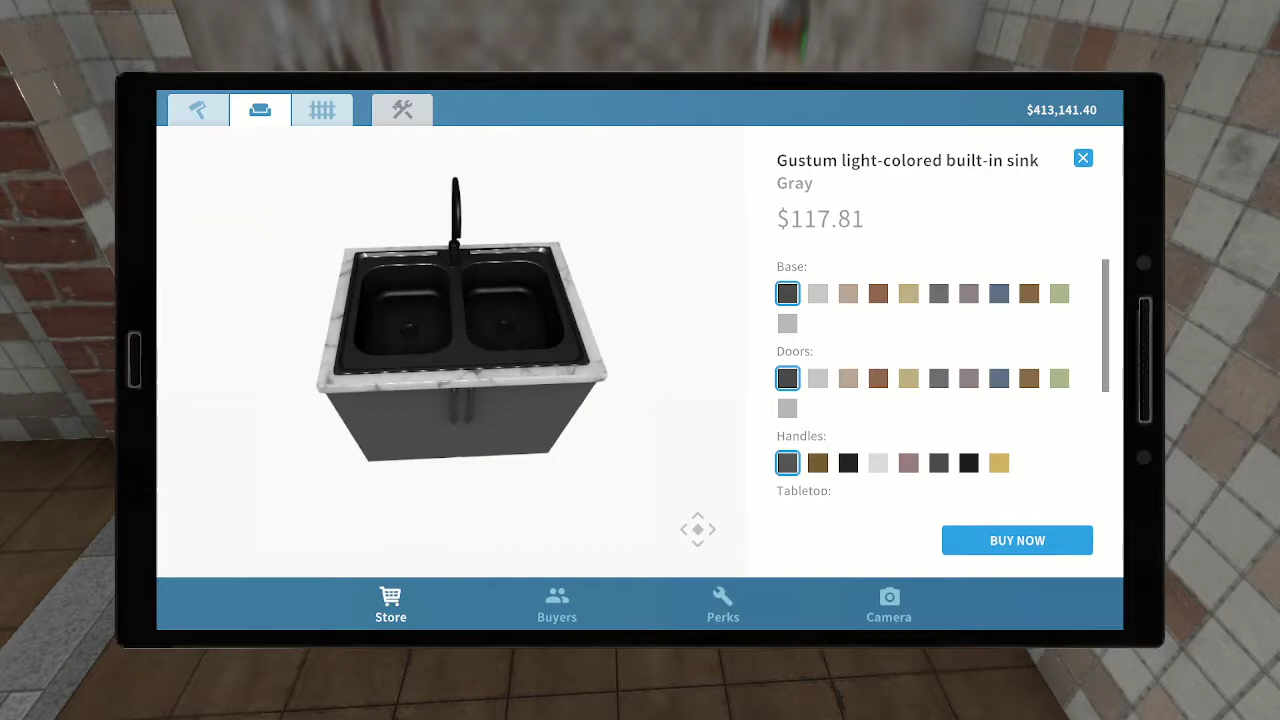 $413,141.40
Gustum light-colored built-in sink
Gray
$117.81
Base:
Doors:
Handles:
Tabletop:
BUY NOW
Store
Buyers
Perks
Camera